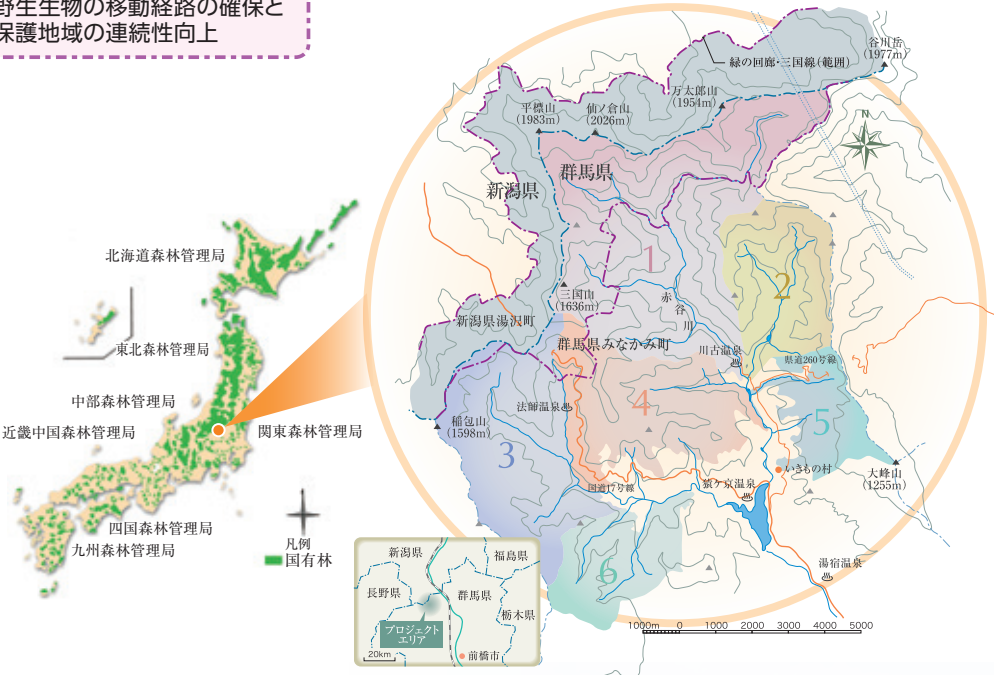 野生生物の移動経路の確保と
保護地域の連続性向上
緑の回廊・三国線(範囲)
谷川岳
(1977m)
万太郎山
(1954m)
平標山
(1983m)
仙ノ倉山
(2026m)
N
新潟県
群馬県
1
2
三国山
(1636m)
赤谷川
新潟県湯沢町
群馬県みなかみ町
川古温泉
県道260号線
法師温泉
4
5
稲包山
(1598m)
3
いきもの村
大峰山
(1255m)
国道17号線
猿ケ京温泉
6
湯宿温泉
1000m 0 1000 2000 3000 4000 5000
北海道森林管理局
東北森林管理局
中部森林管理局
近畿中国森林管理局
関東森林管理局
四国森林管理局
九州森林管理局
凡例
国有林
新潟県
福島県
長野県
群馬県
栃木県
プロジェクト
エリア
20km
前橋市